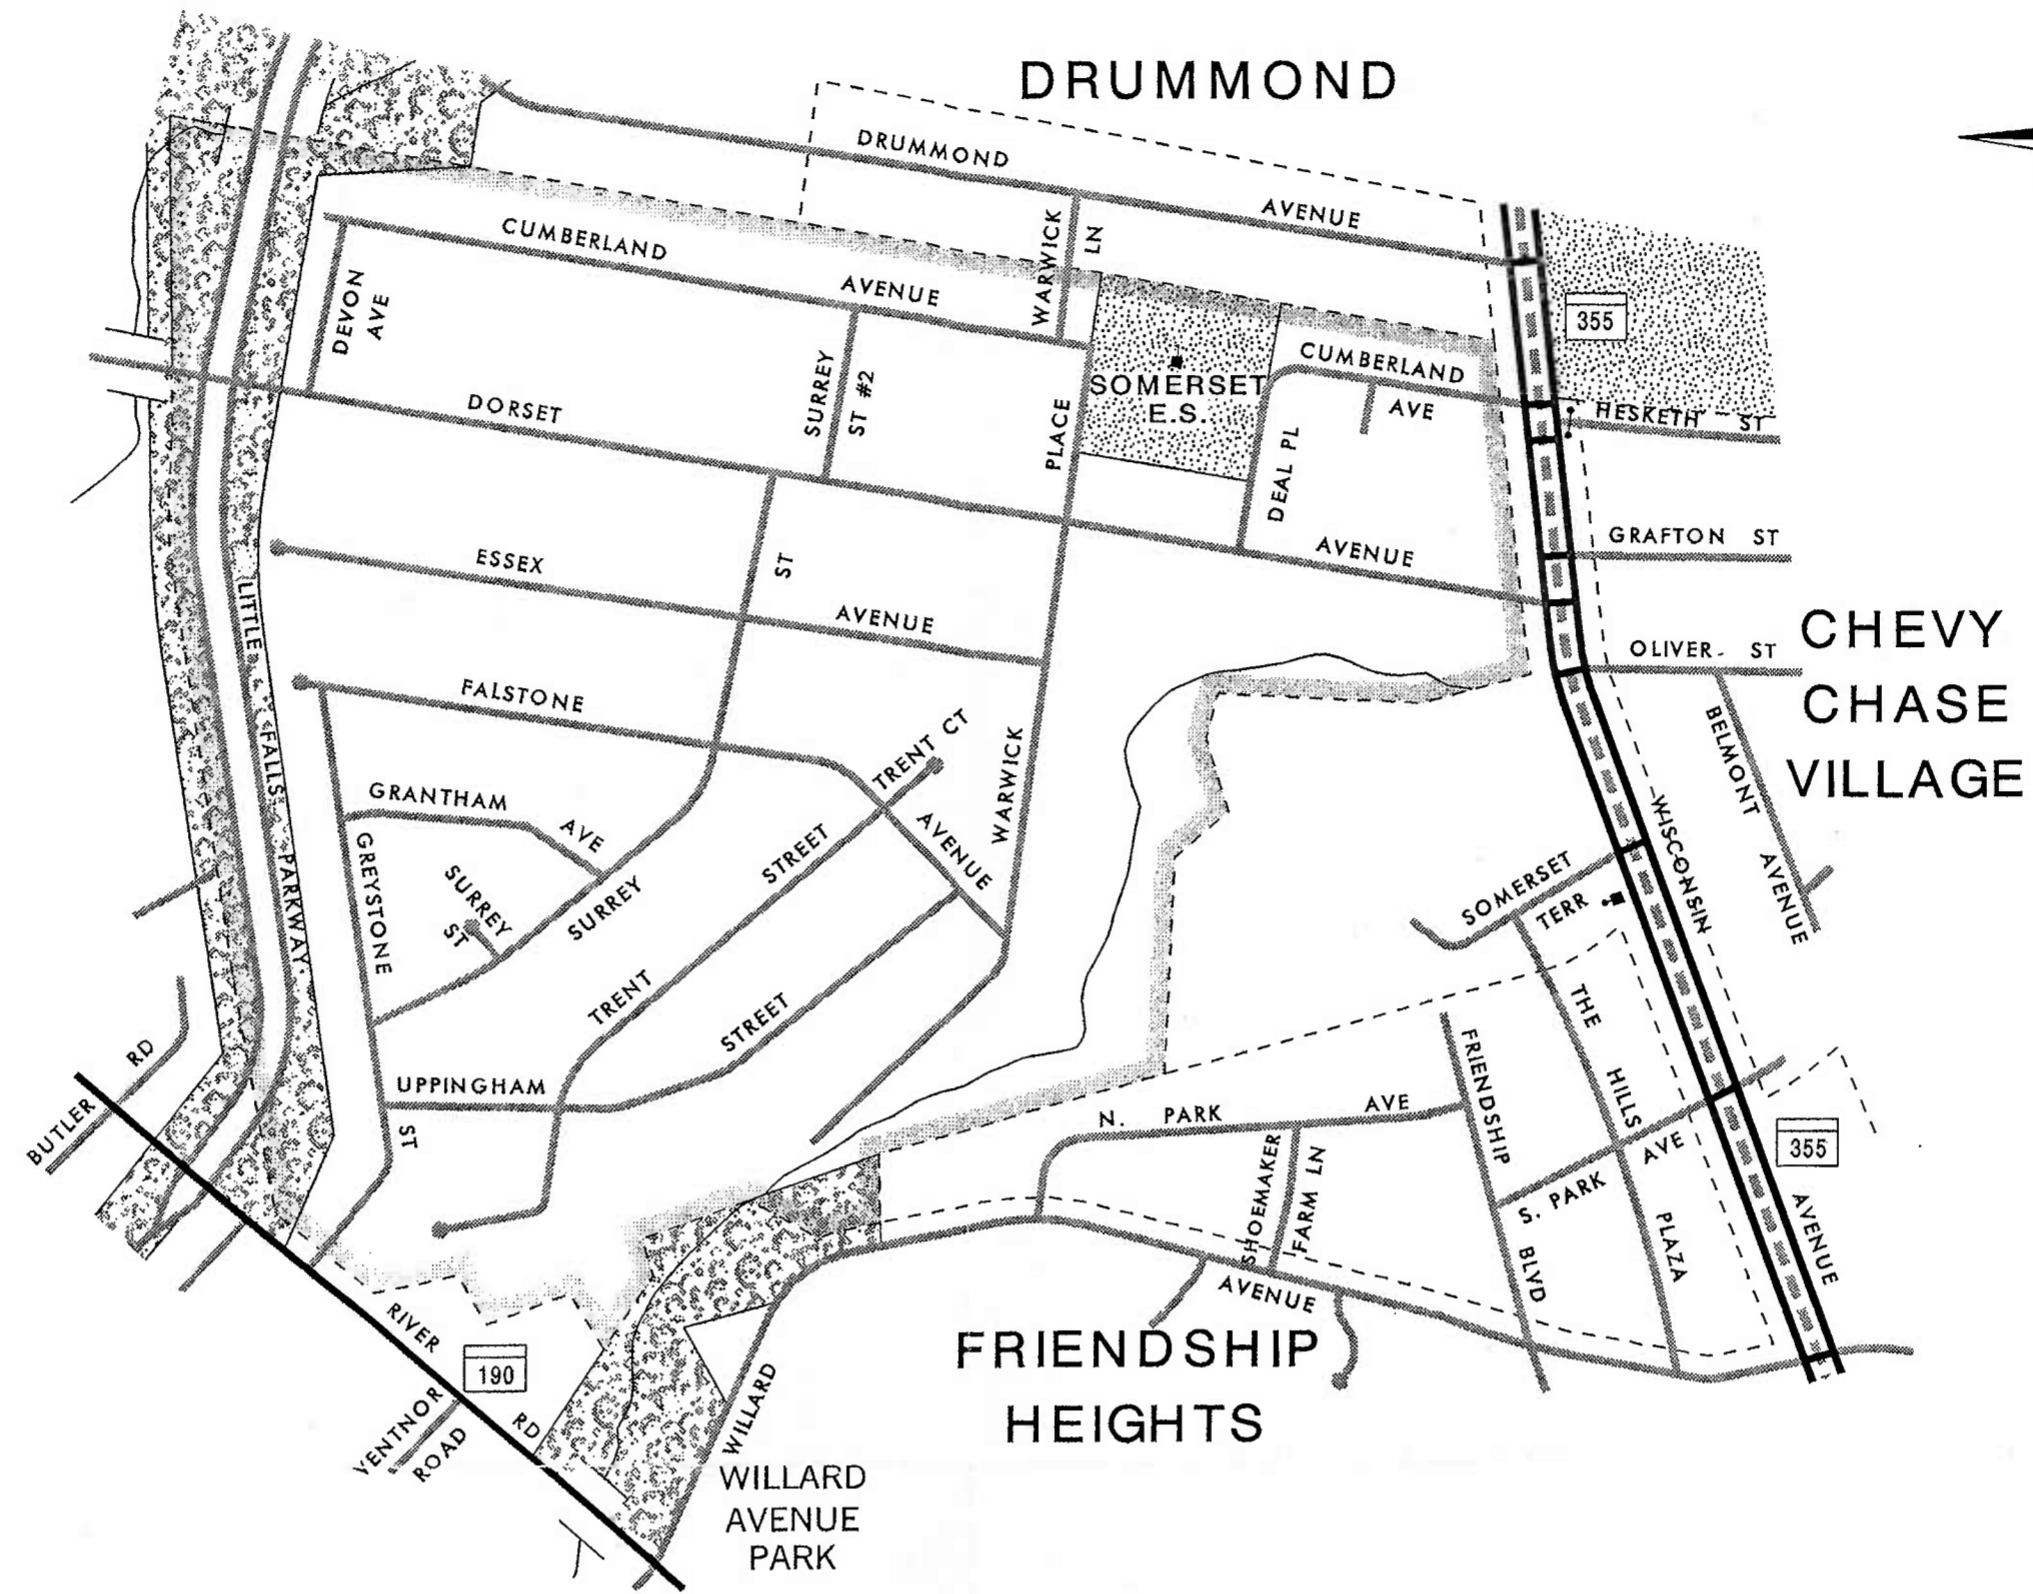 DRUMMOND
DRUMMOND
AVENUE
WARWICK
LN
CUMBERLAND
AVENUE
DEVON
AVE
355
SURREY
ST #2
SOMERSET
E.S.
CUMBERLAND
AVE
HESKETH ST
DORSET
PLACE
DEAL PL
AVENUE
GRAFTON ST
ESSEX
ST
AVENUE
LITTLE FALLS PARKWAY
OLIVER ST
CHEVY
CHASE
VILLAGE
FALSTONE
TRENT CT
WARWICK
BELMONT
AVENUE
GRANTHAM
AVE
GREYSTONE
STREET
AVENUE
WISCONSIN
SURREY
ST
SURREY
SOMERSET
TERR
TRENT
STREET
THE
HILLS
PLAZA
FRIENDSHIP
BLVD
BUTLER
RD
UPPINGHAM
ST
N. PARK AVE
SHOEMAKER
FARM LN
S. PARK
AVE
355
AVENUE
AVENUE
RIVER
RD
190
VENTNOR
ROAD
WILLARD
FRIENDSHIP
HEIGHTS
WILLARD
AVENUE
PARK